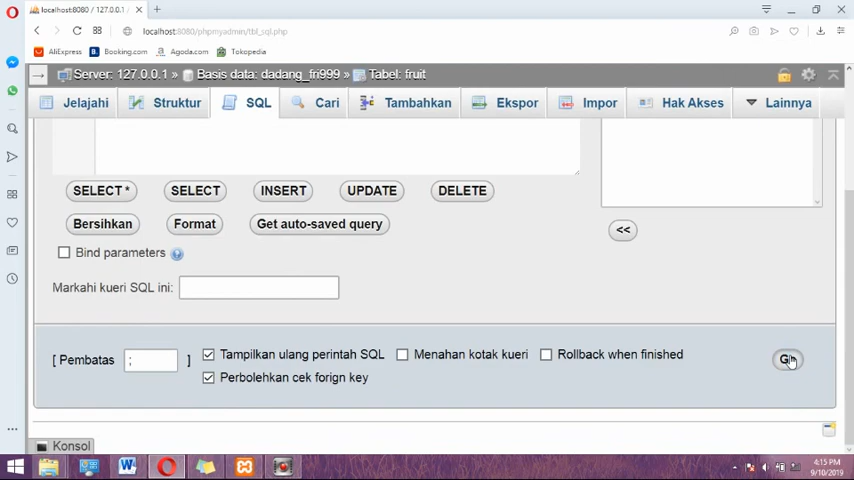 localhost:8080 / 127.0.0.1
localhost:8080/phpmyadmin/tbl_sql.php
AliExpress Booking.com Agoda.com Tokopedia
Server: 127.0.0.1 » Basis data: dadang_fri999 » Tabel: fruit
Jelajahi Struktur SQL Cari Tambahkan Ekspor Impor Hak Akses Lainnya
SELECT * SELECT INSERT UPDATE DELETE
Bersihkan Format Get auto-saved query <<
Bind parameters
Markahi kueri SQL ini:
[ Pembatas ; ] Tampilkan ulang perintah SQL Menahan kotak kueri Rollback when finished
Perbolehkan cek forign key
Konsol
4:15 PM
9/10/2019